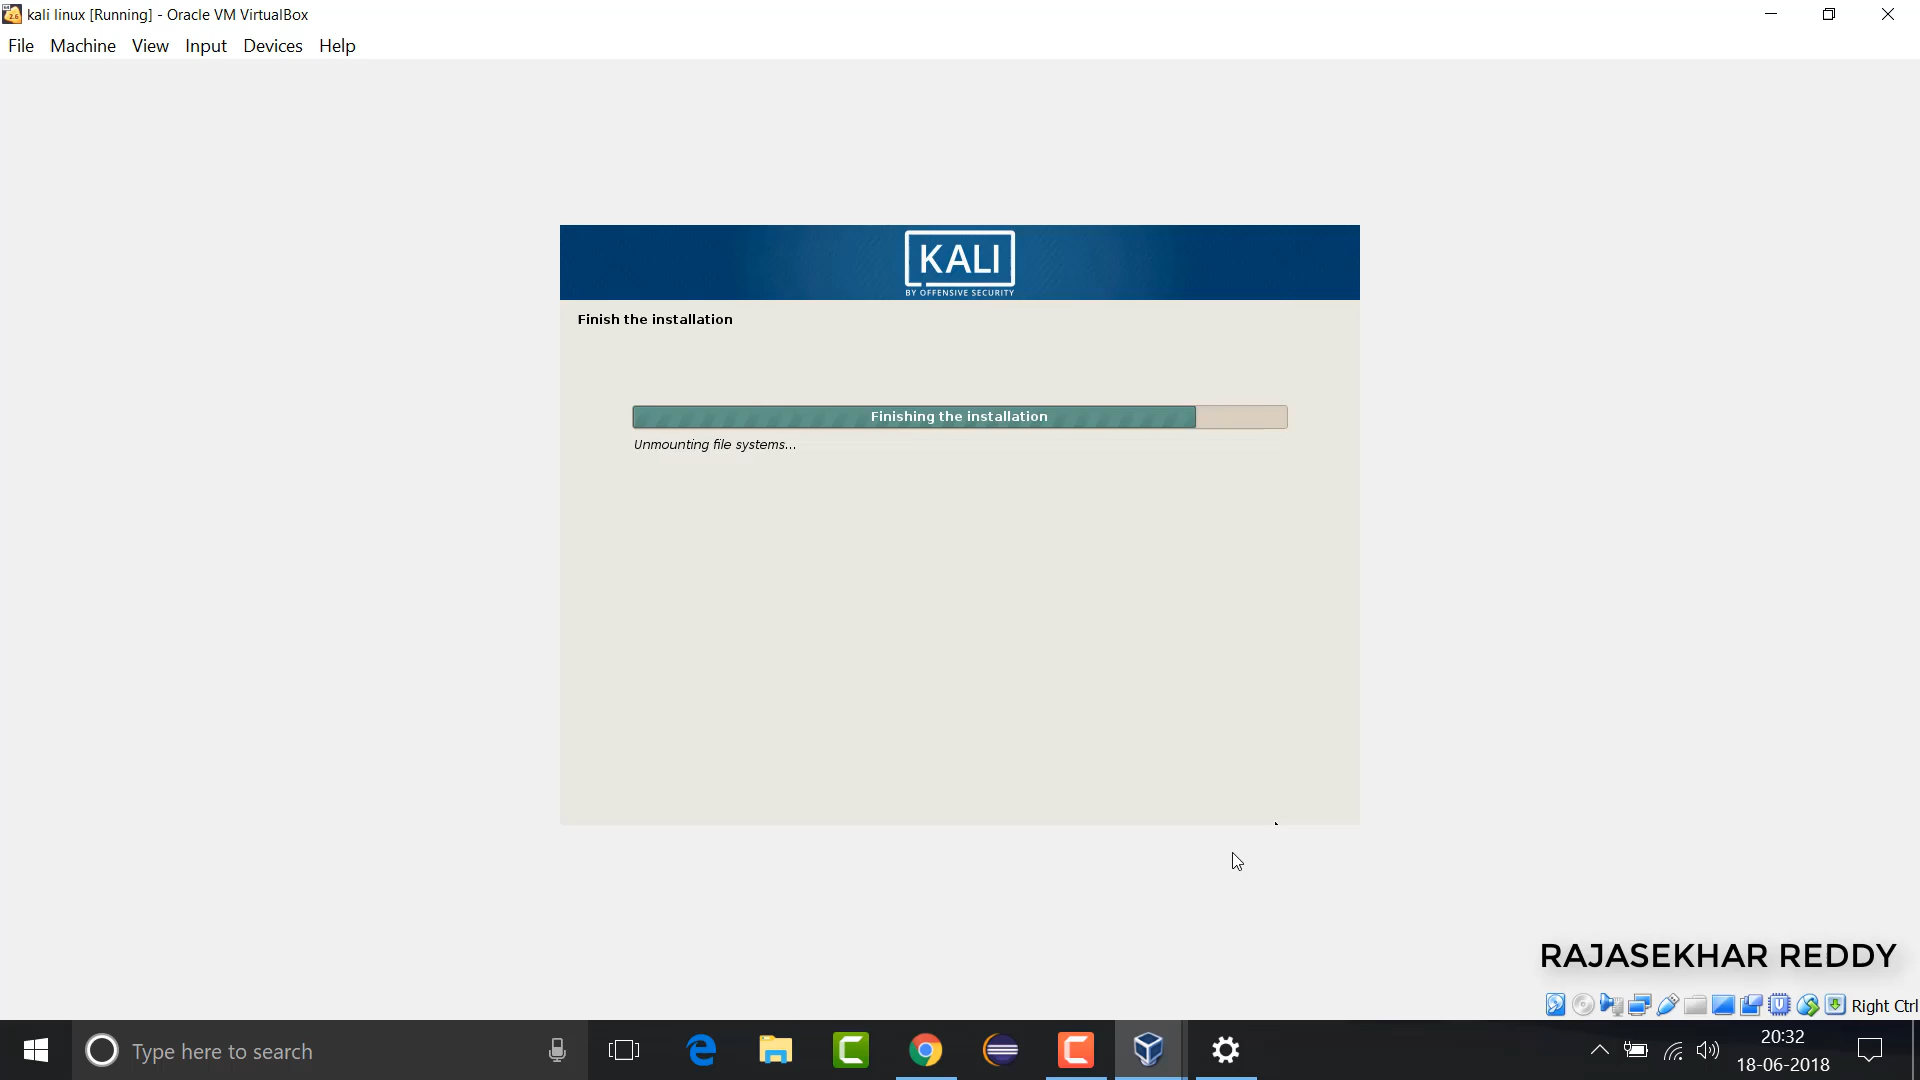 kali linux [Running] - Oracle VM VirtualBox
File Machine View Input Devices Help
KALI
BY OFFENSIVE SECURITY
Finish the installation
Finishing the installation
Unmounting file systems...
RAJASEKHAR REDDY
Right Ctrl
Type here to search
20:32
18-06-2018